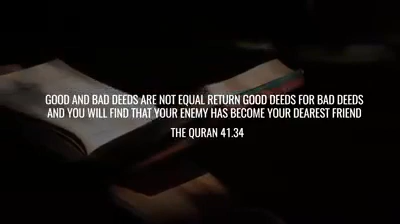 GOOD AND BAD DEEDS ARE NOT EQUAL RETURN GOOD DEEDS FOR BAD DEEDS
AND YOU WILL FIND THAT YOUR ENEMY HAS BECOME YOUR DEAREST FRIEND
THE QURAN 41.34